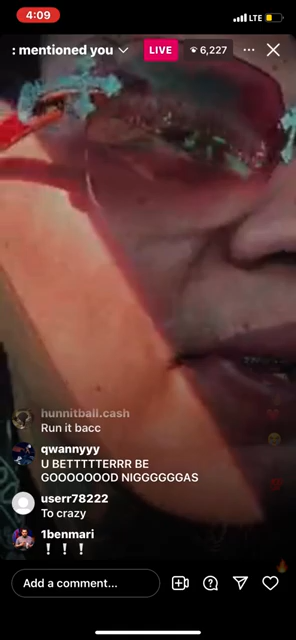 4:09
LTE
: mentioned you
LIVE
6,227
hunnitball.cash
Run it bacc
qwannyyy
U BETTTTTERRR BE
GOOOOOOOD NIGGGGGGAS
userr78222
To crazy
1benmari
❗❗❗
Add a comment...